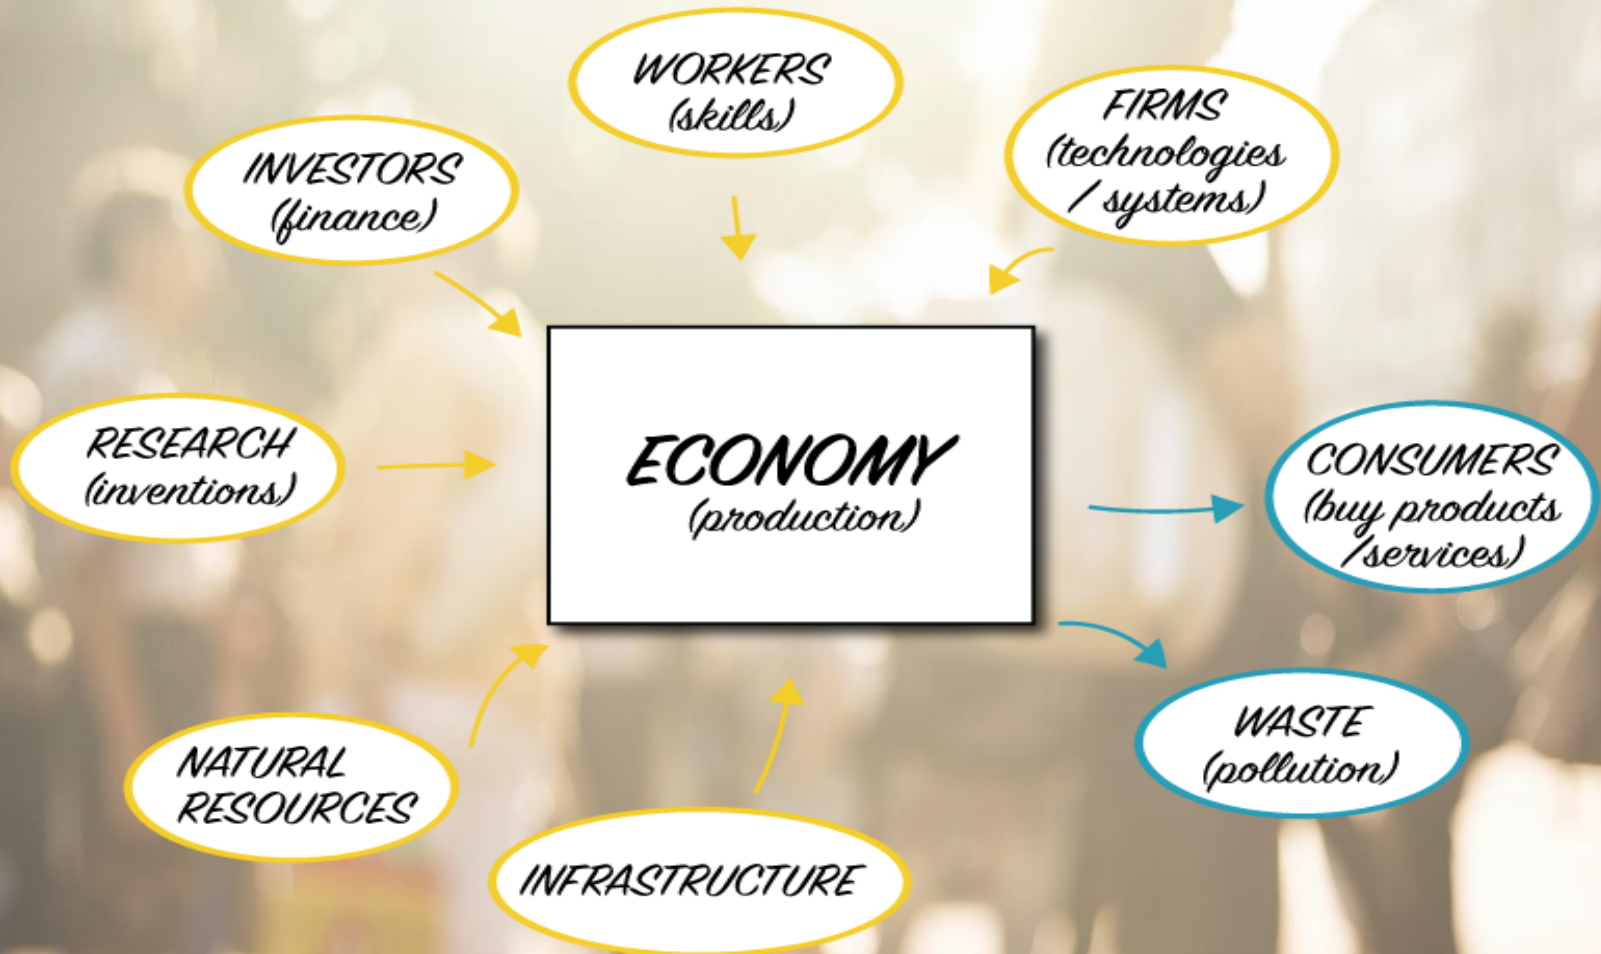 WORKERS
(skills)
FIRMS
(technologies
/ systems)
INVESTORS
(finance)
RESEARCH
(inventions)
ECONOMY
(production)
CONSUMERS
(buy products
/services)
NATURAL
RESOURCES
WASTE
(pollution)
INFRASTRUCTURE